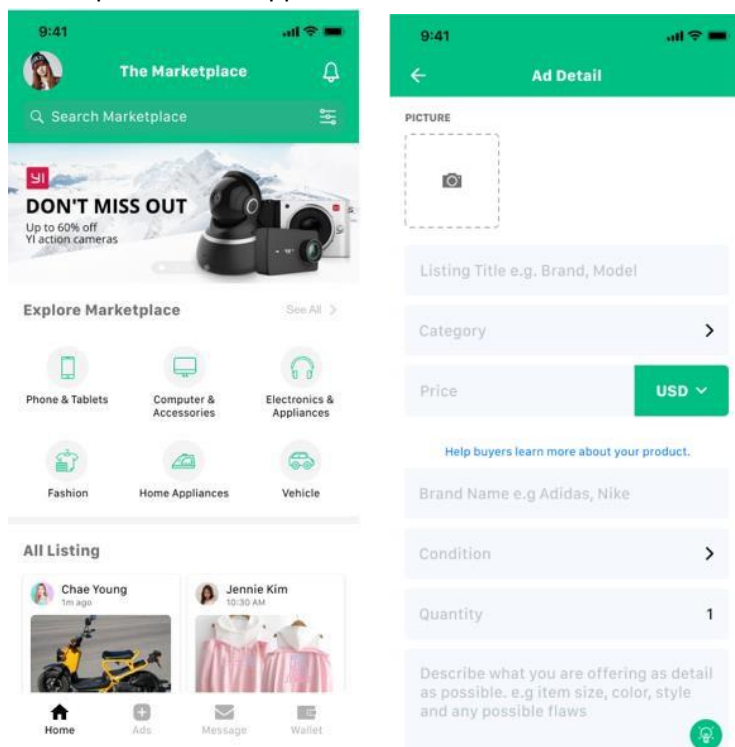 9:41
The Marketplace
Search Marketplace
YI
DON'T MISS OUT
Up to 60% off
YI action cameras
Explore Marketplace
See All >
Phone & Tablets
Computer &
Accessories
Electronics &
Appliances
Fashion
Home Appliances
Vehicle
All Listing
Chae Young
1m ago
Jennie Kim
10:30 AM
Home
Ads
Message
Wallet
9:41
Ad Detail
PICTURE
Listing Title e.g. Brand, Model
Category
Price
USD
Help buyers learn more about your product.
Brand Name e.g Adidas, Nike
Condition
Quantity
1
Describe what you are offering as detail
as possible. e.g item size, color, style
and any possible flaws